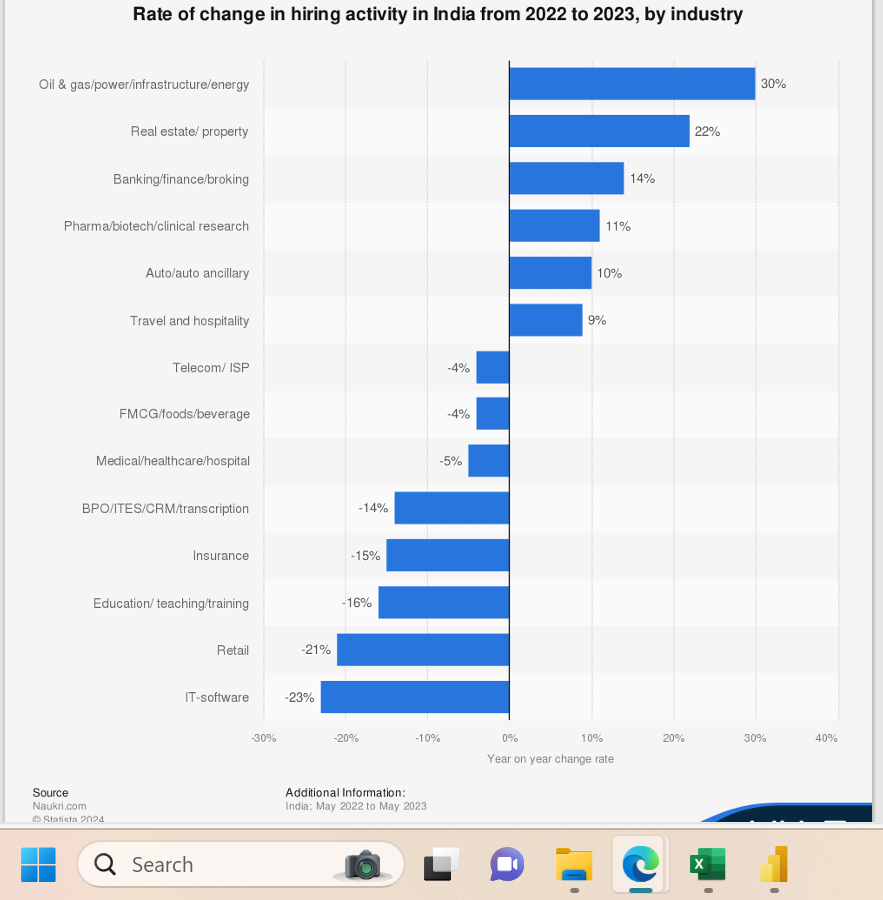 Rate of change in hiring activity in India from 2022 to 2023, by industry
Oil & gas/power/infrastructure/energy 30%
Real estate/ property 22%
Banking/finance/broking 14%
Pharma/biotech/clinical research 11%
Auto/auto ancillary 10%
Travel and hospitality 9%
Telecom/ ISP -4%
FMCG/foods/beverage -4%
Medical/healthcare/hospital -5%
BPO/ITES/CRM/transcription -14%
Insurance -15%
Education/ teaching/training -16%
Retail -21%
IT-software -23%
-30% -20% -10% 0% 10% 20% 30% 40%
Year on year change rate
Source
Naukri.com
© Statista 2024
Additional Information:
India; May 2022 to May 2023
Search